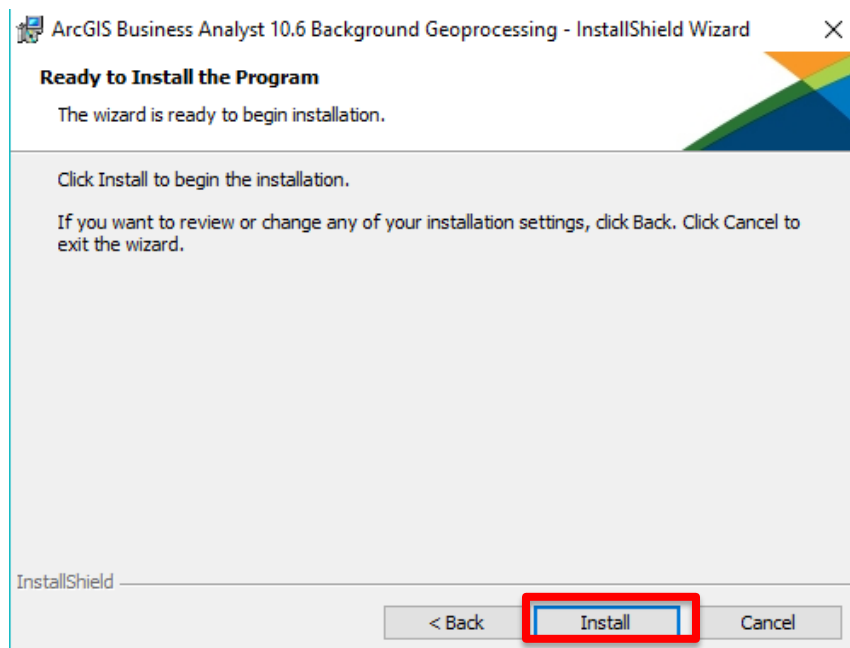 ArcGIS Business Analyst 10.6 Background Geoprocessing - InstallShield Wizard
Ready to Install the Program
The wizard is ready to begin installation.
Click Install to begin the installation.
If you want to review or change any of your installation settings, click Back. Click Cancel to
exit the wizard.
InstallShield
< Back Install Cancel